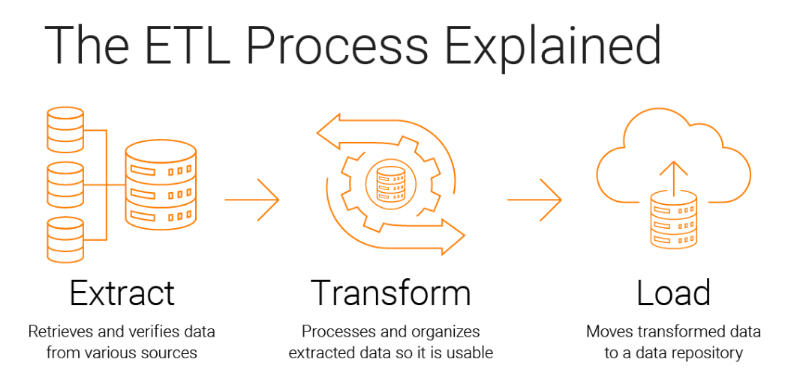 The ETL Process Explained
Extract
Retrieves and verifies data
from various sources
Transform
Processes and organizes
extracted data so it is usable
Load
Moves transformed data
to a data repository